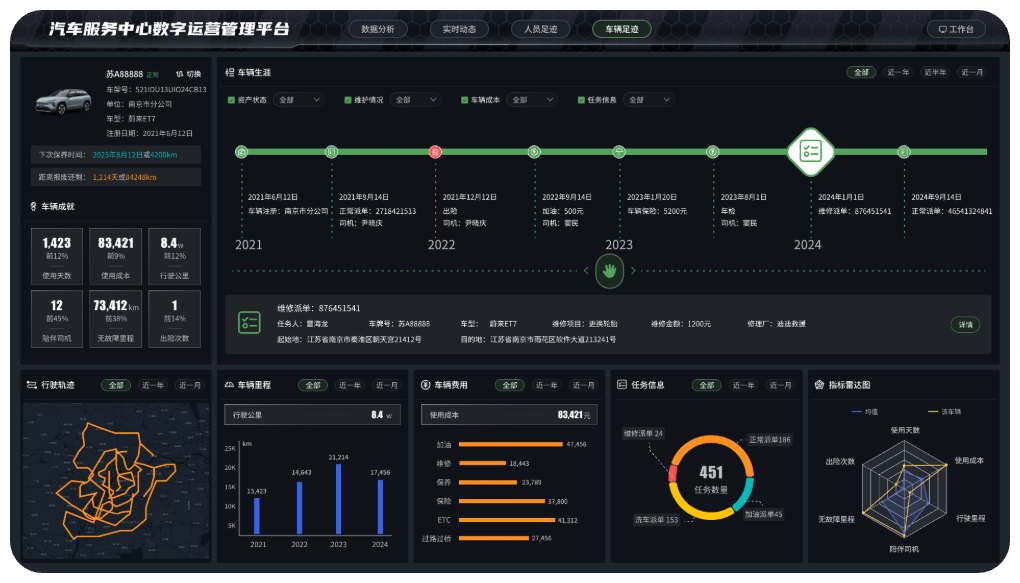 汽车服务中心数字运营管理平台
数据分析 实时动态 人员足迹 车辆足迹 工作台
苏A88888 正常 切换
车架号：521IDU13UIO24CB13
单位：南京市分公司
车型：蔚来ET7
注册日期：2021年6月12日
下次保养时间： 2025年8月12日或4200km
距离报废还剩： 1,214天或84248km
车辆成就
1,423 83,421 8.4w
前12% 前9% 前12%
使用天数 使用成本 行驶公里
12 73,412 km 1
前45% 前38% 前14%
陪伴司机 无故障里程 出险次数
车辆生涯 全部 近一年 近半年 近一月
资产状态 全部 维护情况 全部 车辆成本 全部 任务信息 全部
2021年6月12日
车辆注册：南京市分公司
2021年9月14日
正常派单：2718421513
司机：尹晓庆
2021年12月12日
出险
司机：尹晓庆
2022年9月14日
加油：500元
司机：窦民
2023年1月20日
车辆保险：5200元
2023年8月1日
年检
司机：窦民
2024年1月1日
维修派单：876451541
2024年9月14日
正常派单：46541324841
2021 2022 2023 2024
维修派单：876451541
任务人：雷海龙 车牌号：苏A88888 车型： 蔚来ET7 维修项目：更换轮胎 维修金额：1200元 修理厂：迪迪救援
起始地：江苏省南京市秦淮区朝天宫21412号 目的地：江苏省南京市雨花区软件大道213241号
详情
行驶轨迹 全部 近一年 近一月
车辆里程 全部 近一年 近一月
行驶公里 8.4 w
km
25K
20K
15K
10K
5K
13,423 14,643 21,214 17,456
2021 2022 2023 2024
车辆费用 全部 近一年 近一月
使用成本 83,421元
加油 47,456
维修 18,443
保养 23,789
保险 37,800
ETC 41,312
过路过桥 27,456
任务信息 全部 近一年 近一月
维修派单 24
正常派单186
451
任务数量
洗车派单 153
加油派单45
指标雷达图
均值 该车辆
使用天数
出险次数 使用成本
无故障里程 行驶里程
陪伴司机